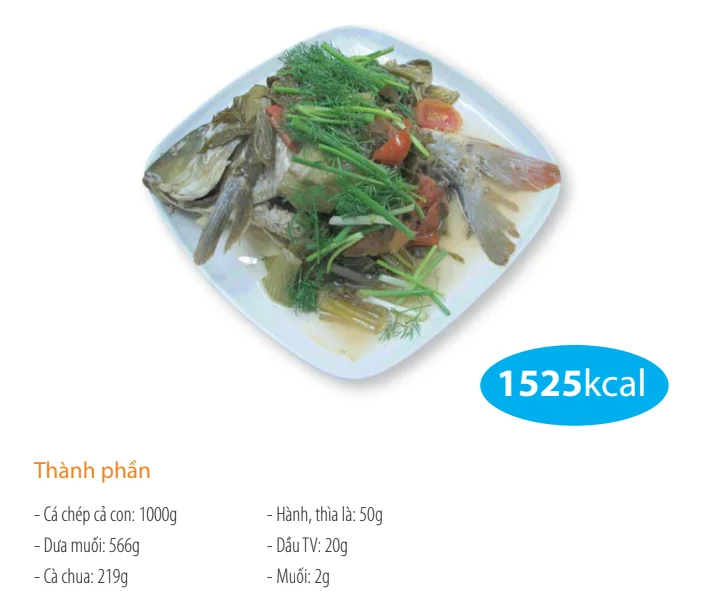 1525kcal
Thành phần
- Cá chép cả con: 1000g
- Dưa muối: 566g
- Cà chua: 219g
- Hành, thìa là: 50g
- Dầu TV: 20g
- Muối: 2g